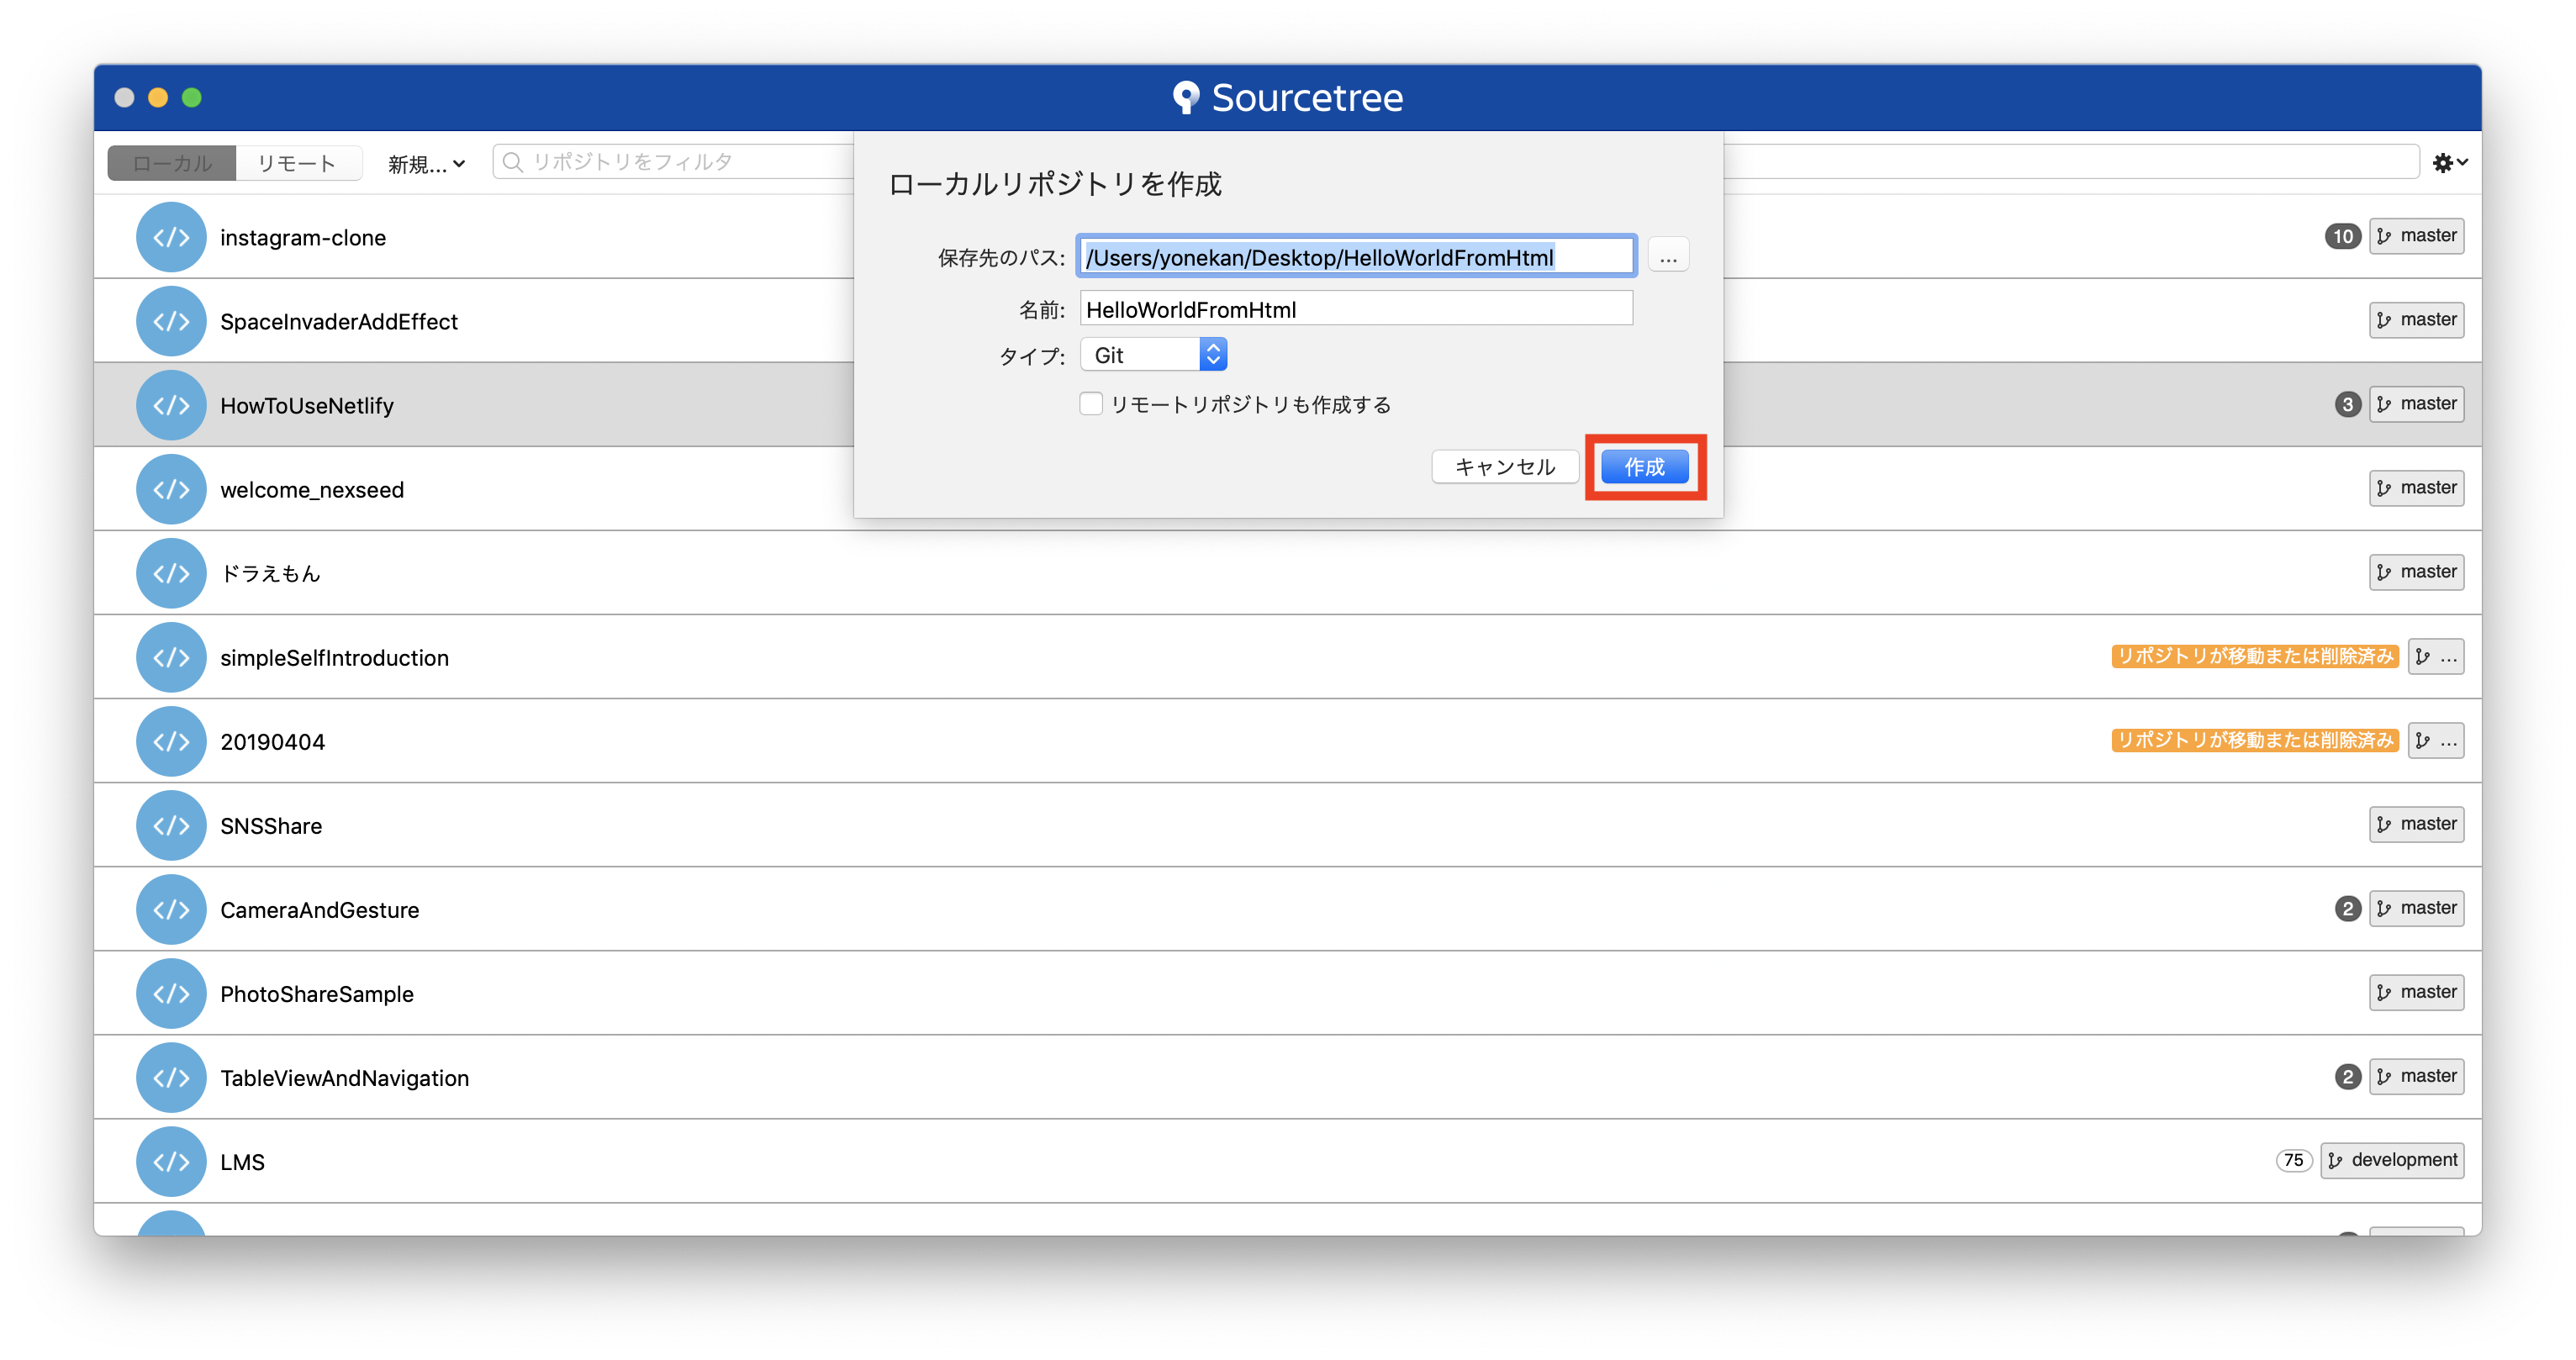 Sourcetree
ローカル リモート 新規... リポジトリをフィルタ
ローカルリポジトリを作成
保存先のパス: /Users/yonekan/Desktop/HelloWorldFromHtml ...
名前: HelloWorldFromHtml
タイプ: Git
リモートリポジトリも作成する
キャンセル 作成
instagram-clone 10 master
SpaceInvaderAddEffect master
HowToUseNetlify 3 master
welcome_nexseed master
ドラえもん master
simpleSelfIntroduction リポジトリが移動または削除済み ...
20190404 リポジトリが移動または削除済み ...
SNSShare master
CameraAndGesture 2 master
PhotoShareSample master
TableViewAndNavigation 2 master
LMS 75 development